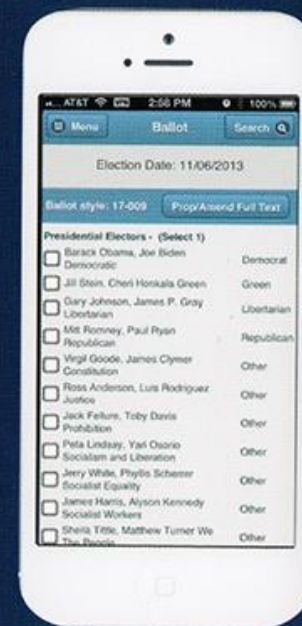 AT&T 2:56 PM 100%
Menu Ballot Search
Election Date: 11/06/2013
Ballot style: 17-009 Prop/Amend Full Text
Presidential Electors - (Select 1)
Barack Obama, Joe Biden
Democratic Democrat
Jill Stein, Cheri Honkala Green Green
Gary Johnson, James P. Gray
Libertarian Libertarian
Mitt Romney, Paul Ryan
Republican Republican
Virgil Goode, James Clymer
Constitution Other
Ross Anderson, Luis Rodriguez
Justice Other
Jack Fellure, Toby Davis
Prohibition Other
Peta Lindsay, Yari Osorio
Socialism and Liberation Other
Jerry White, Phyllis Scherrer
Socialist Equality Other
James Harris, Alyson Kennedy
Socialist Workers Other
Sheila Tittle, Matthew Turner We
The People Other